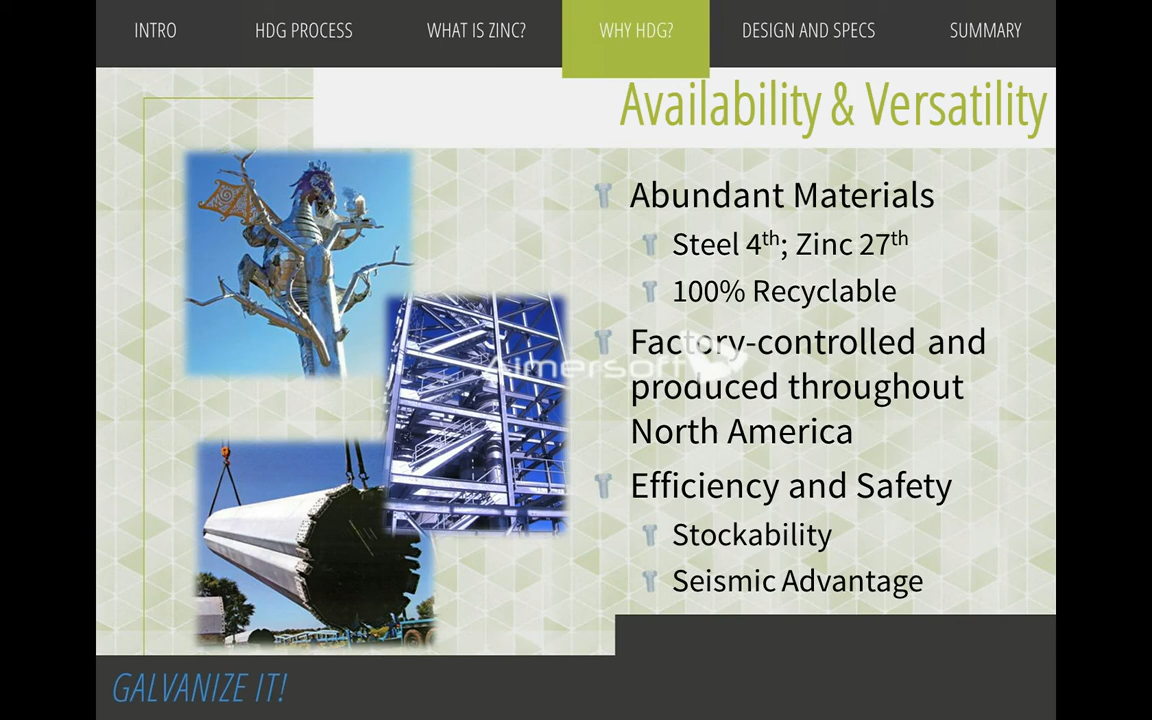 INTRO
HDG PROCESS
WHAT IS ZINC?
WHY HDG?
DESIGN AND SPECS
SUMMARY
Availability & Versatility
Abundant Materials
Steel 4th; Zinc 27th
100% Recyclable
Factory-controlled and
produced throughout
North America
Efficiency and Safety
Stockability
Seismic Advantage
GALVANIZE IT!